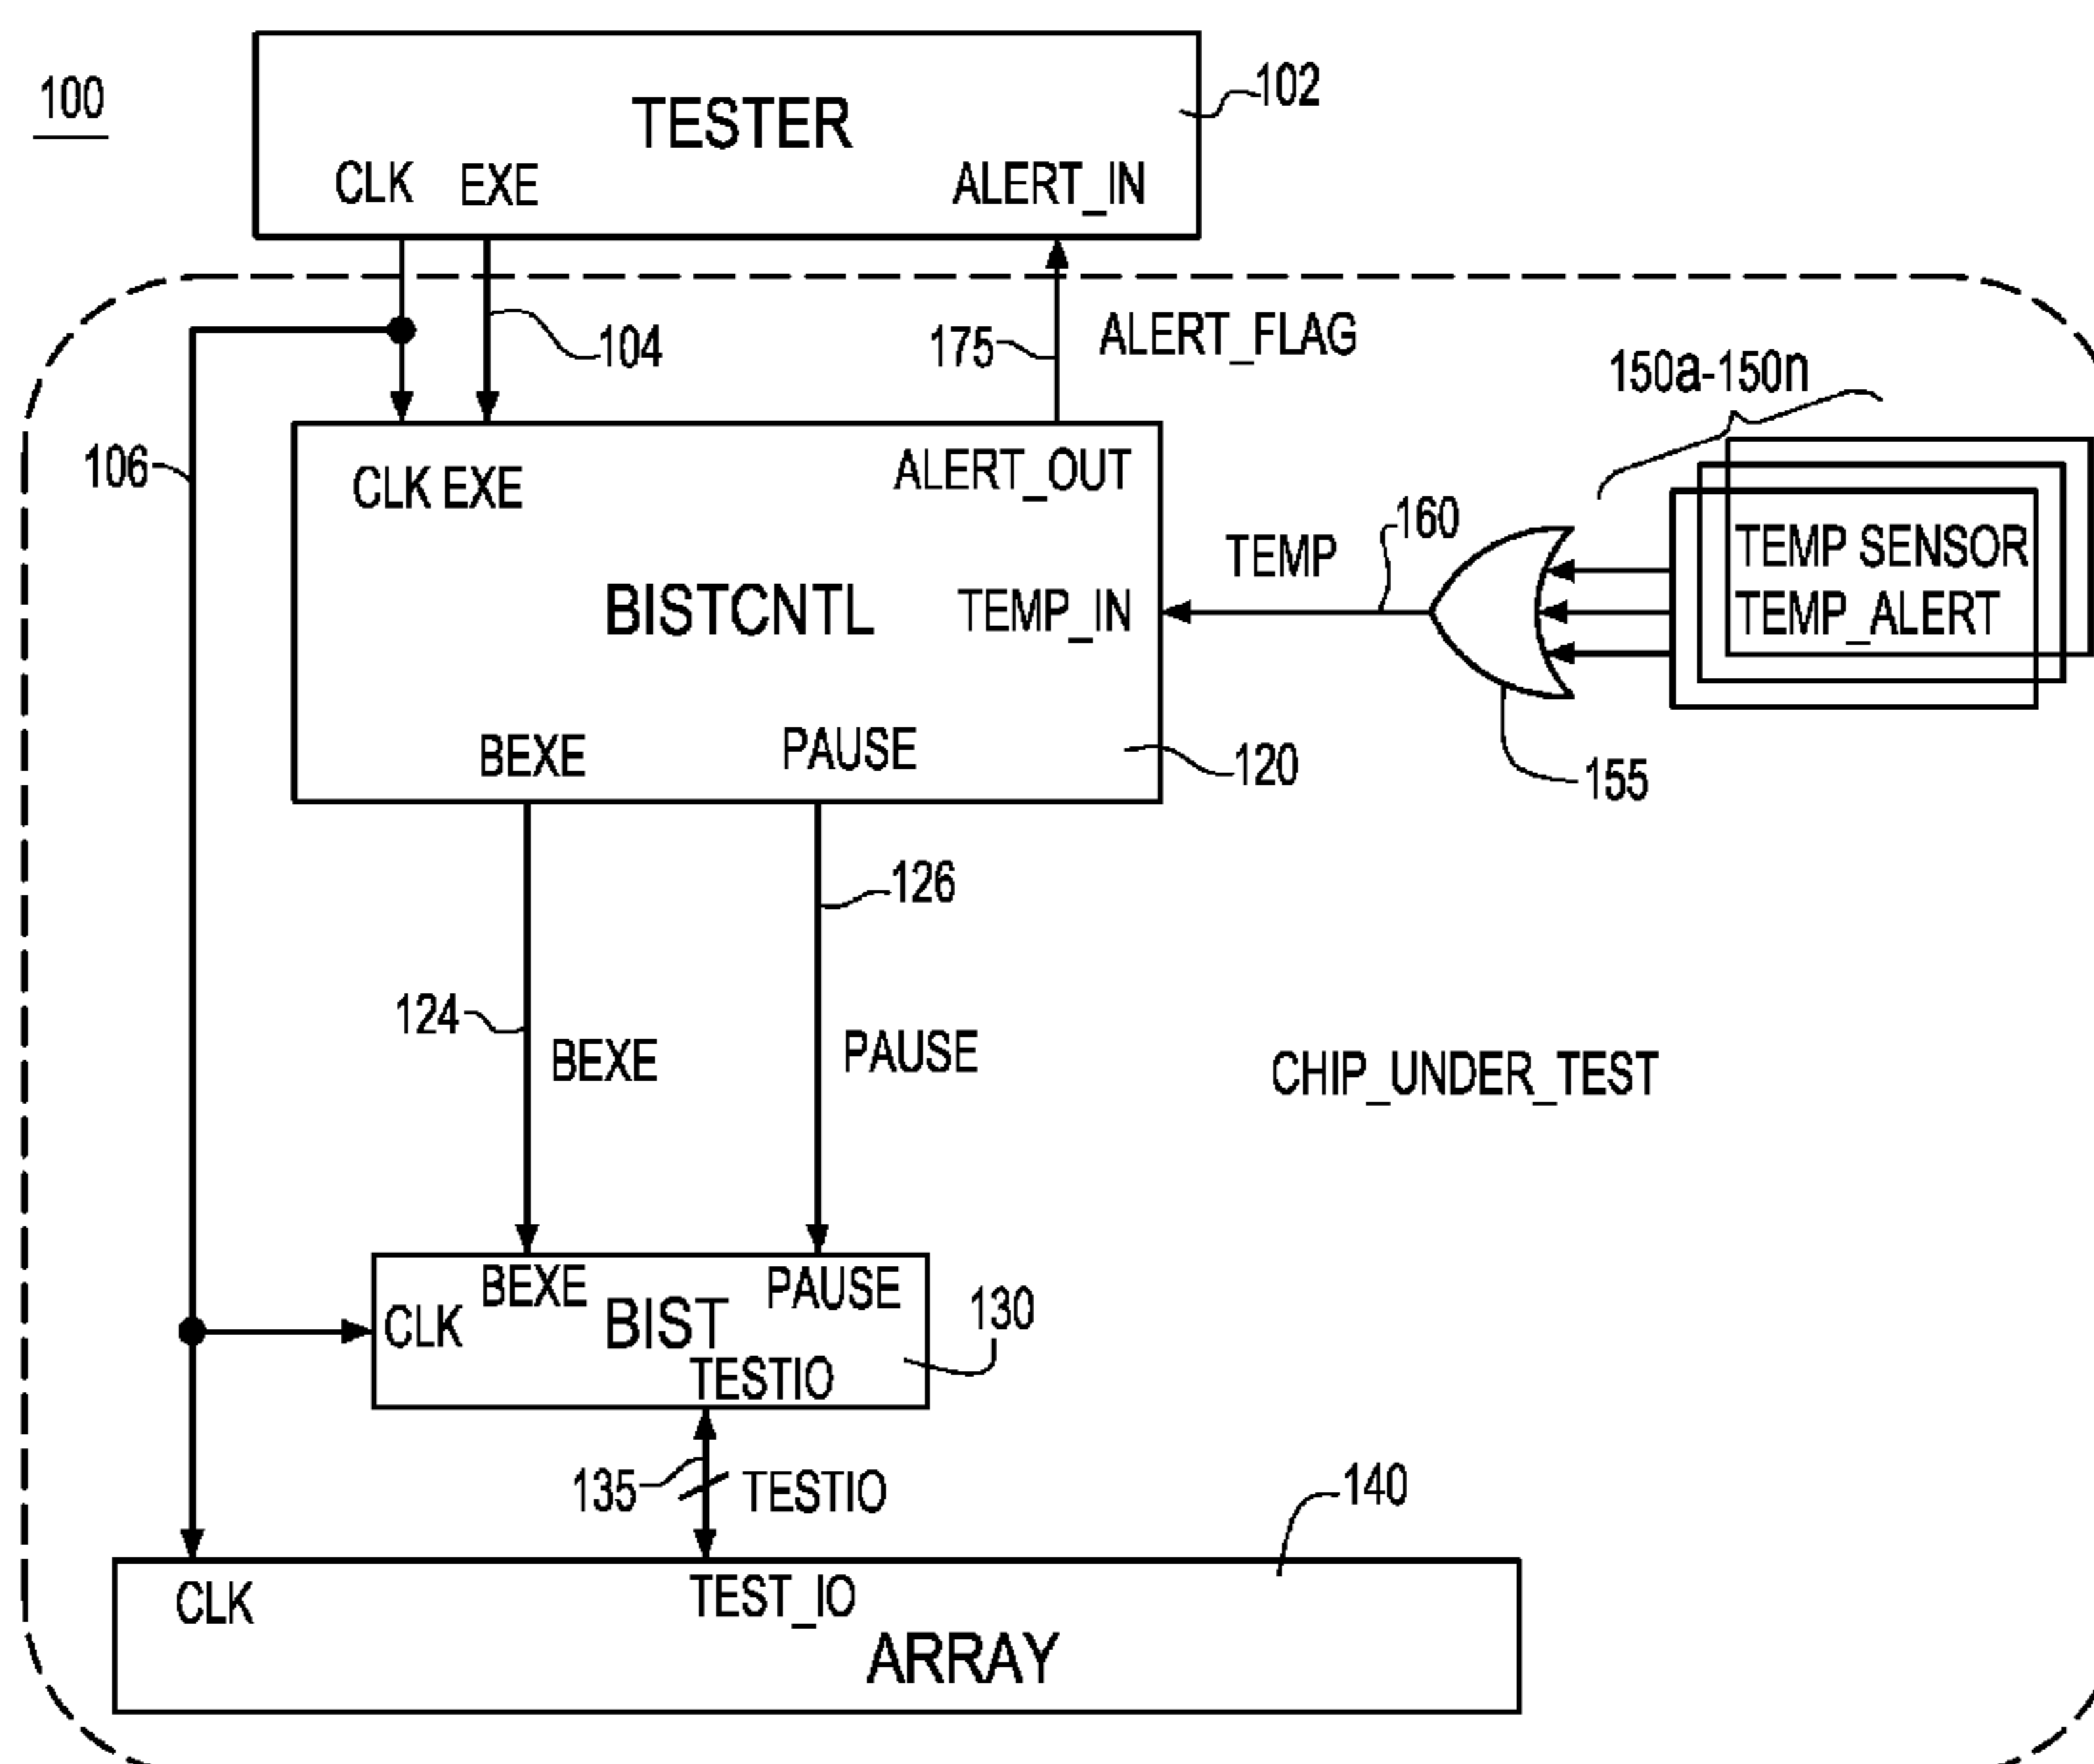 100
TESTER
102
CLK EXE ALERT_IN
104
175
ALERT_FLAG
150a-150n
106
CLK EXE ALERT_OUT
160
TEMP
TEMP SENSOR
BISTCNTL
TEMP_IN
TEMP_ALERT
BEXE PAUSE
120
155
126
124
BEXE
PAUSE
CHIP_UNDER_TEST
BEXE PAUSE
CLK BIST
130
TESTIO
135
TESTIO
140
CLK TEST_IO
ARRAY